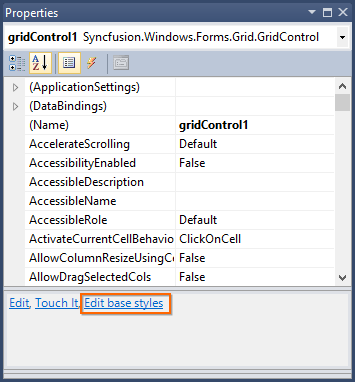 Properties
gridControl1 Syncfusion.Windows.Forms.Grid.GridControl
(ApplicationSettings)
(DataBindings)
(Name) gridControl1
AccelerateScrolling Default
AccessibilityEnabled False
AccessibleDescription
AccessibleName
AccessibleRole Default
ActivateCurrentCellBehavio ClickOnCell
AllowColumnResizeUsingCe False
AllowDragSelectedCols False
Edit, Touch It, Edit base styles